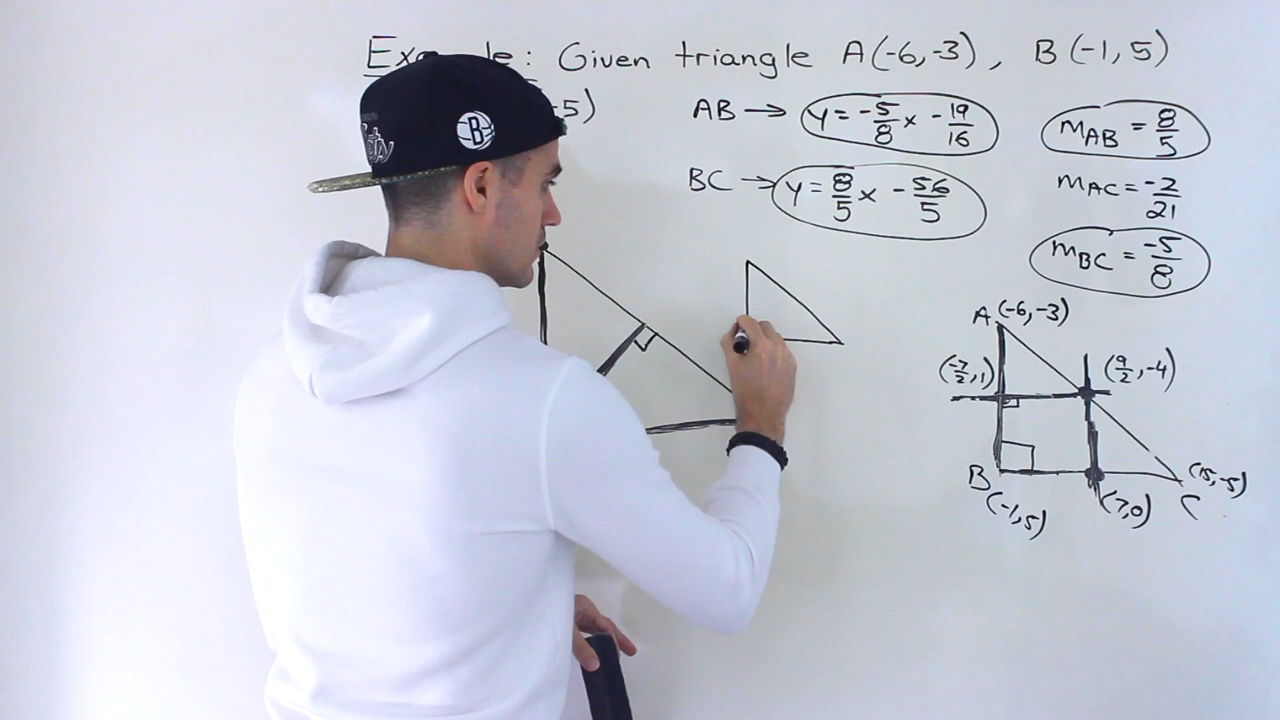 Example: Given triangle A(-6,-3), B(-1,5)
-5)
AB → y = -5/8 x - 19/16
m_AB = 8/5
BC → y = 8/5 x - 56/5
m_AC = -2/21
m_BC = -5/8
A (-6,-3)
(-7/2, 1)
(9/2, -4)
B
(-1,5)
(7,0)
C
(15,-5)
B